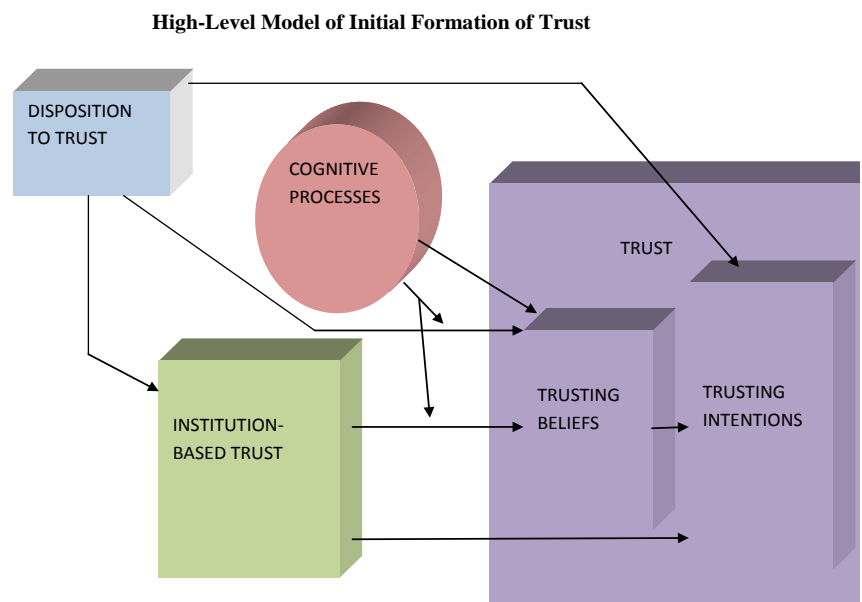 High-Level Model of Initial Formation of Trust
DISPOSITION
TO TRUST
COGNITIVE
PROCESSES
TRUST
INSTITUTION-
BASED TRUST
TRUSTING
BELIEFS
TRUSTING
INTENTIONS